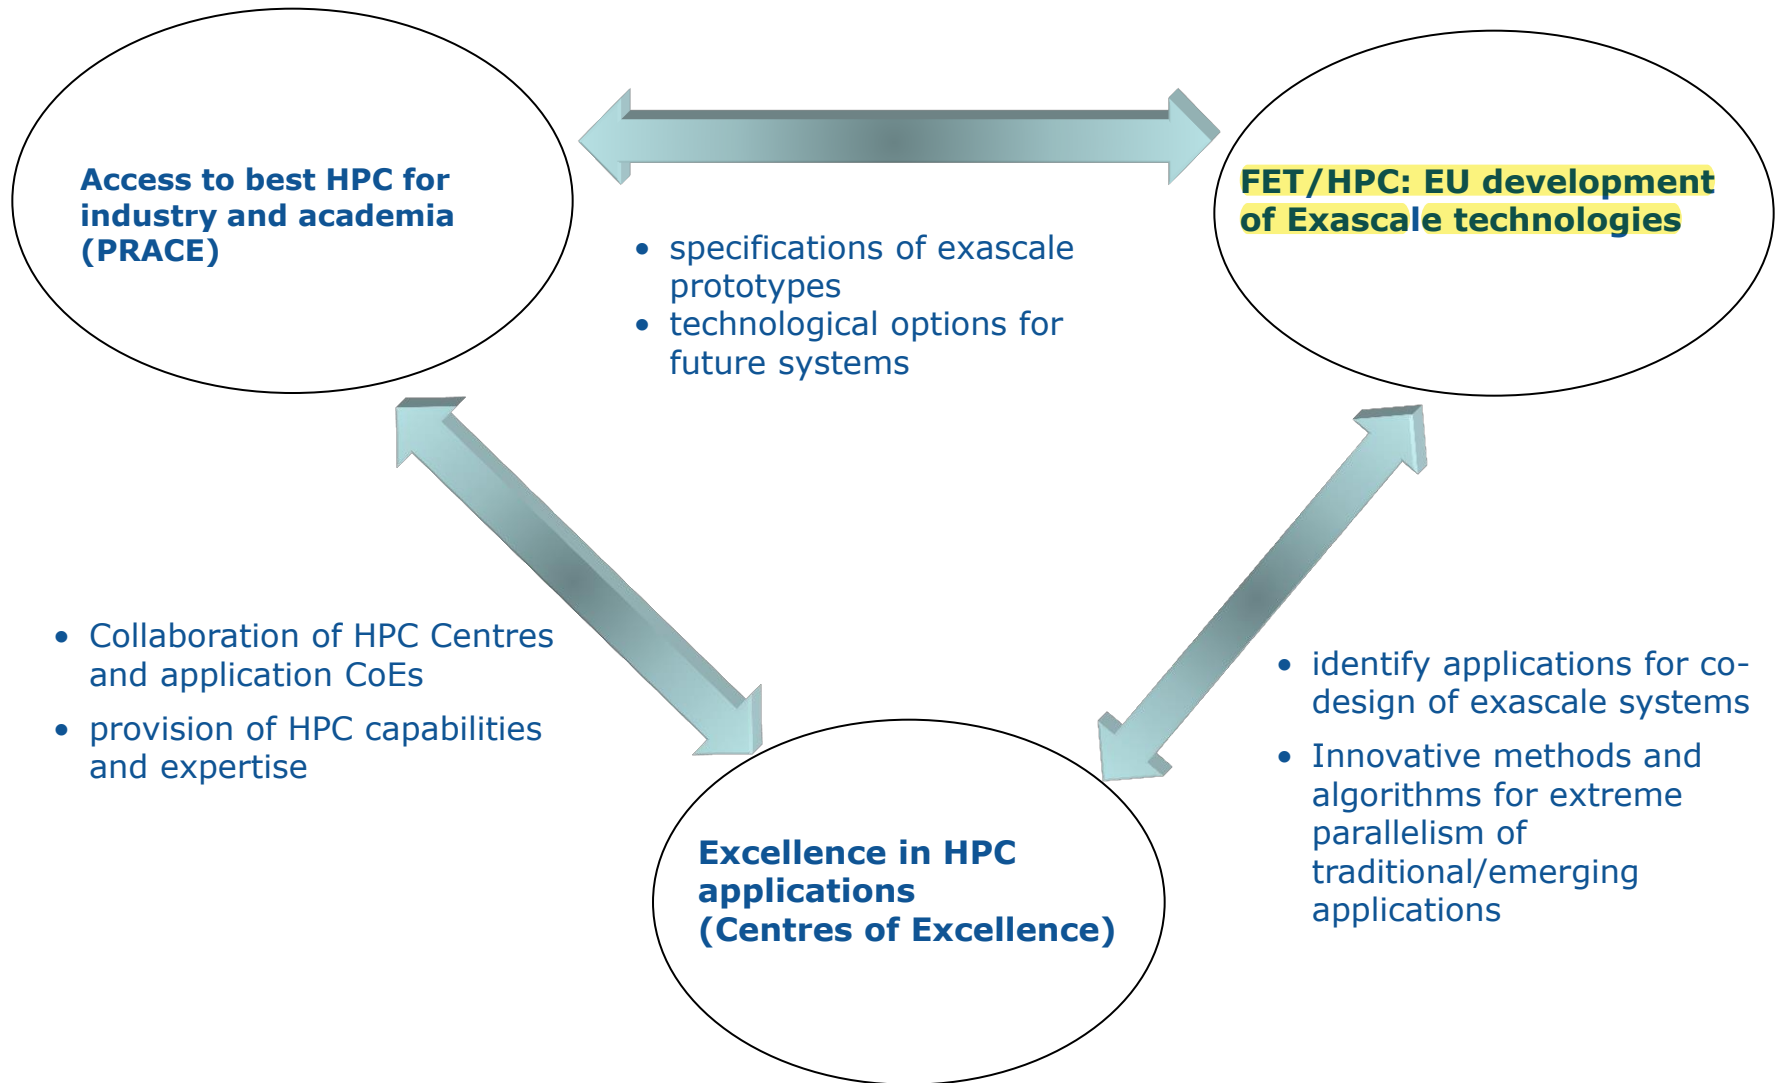 Access to best HPC for
industry and academia
(PRACE)
FET/HPC: EU development
of Exascale technologies
• specifications of exascale
prototypes
• technological options for
future systems
• Collaboration of HPC Centres
and application CoEs
• provision of HPC capabilities
and expertise
• identify applications for co-
design of exascale systems
• Innovative methods and
algorithms for extreme
parallelism of
traditional/emerging
applications
Excellence in HPC
applications
(Centres of Excellence)